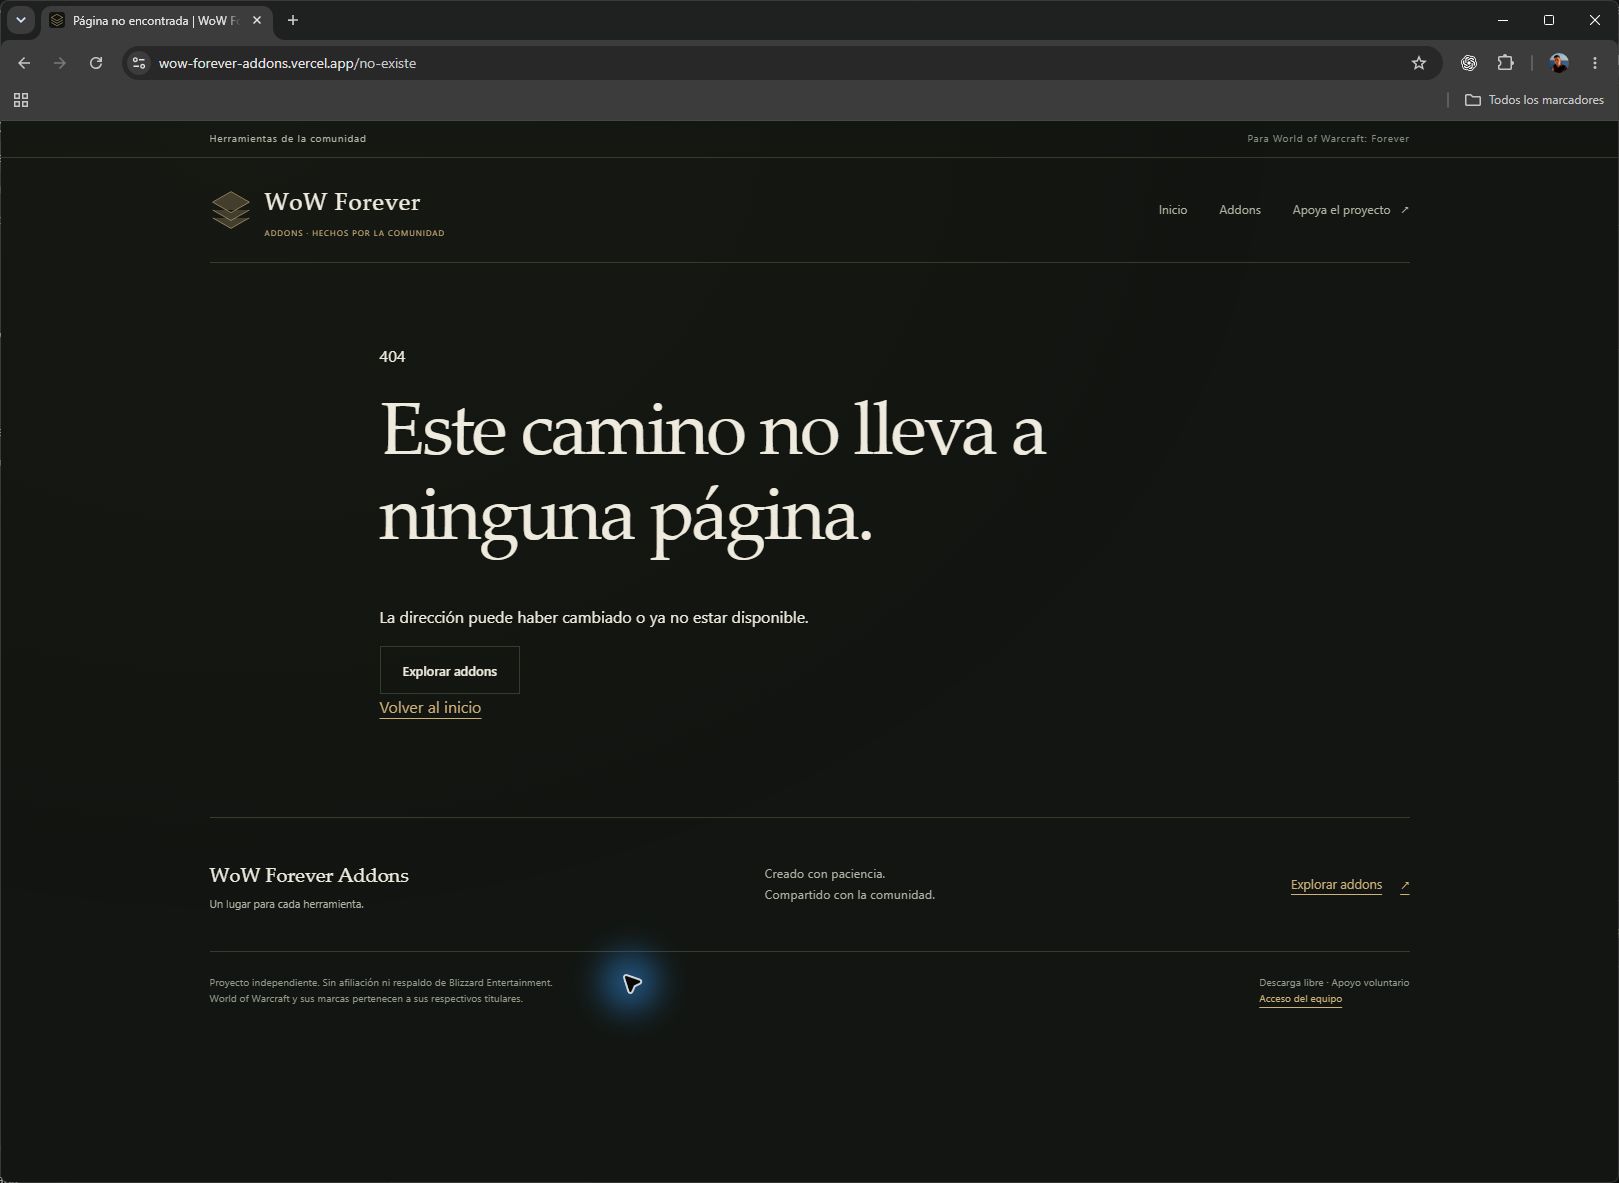 Página no encontrada | WoW F
wow-forever-addons.vercel.app/no-existe
Todos los marcadores
Herramientas de la comunidad
Para World of Warcraft: Forever
WoW Forever
ADDONS · HECHOS POR LA COMUNIDAD
Inicio
Addons
Apoya el proyecto ↗
404
Este camino no lleva a
ninguna página.
La dirección puede haber cambiado o ya no estar disponible.
Explorar addons
Volver al inicio
WoW Forever Addons
Un lugar para cada herramienta.
Creado con paciencia.
Compartido con la comunidad.
Explorar addons ↗
Proyecto independiente. Sin afiliación ni respaldo de Blizzard Entertainment.
World of Warcraft y sus marcas pertenecen a sus respectivos titulares.
Descarga libre · Apoyo voluntario
Acceso del equipo